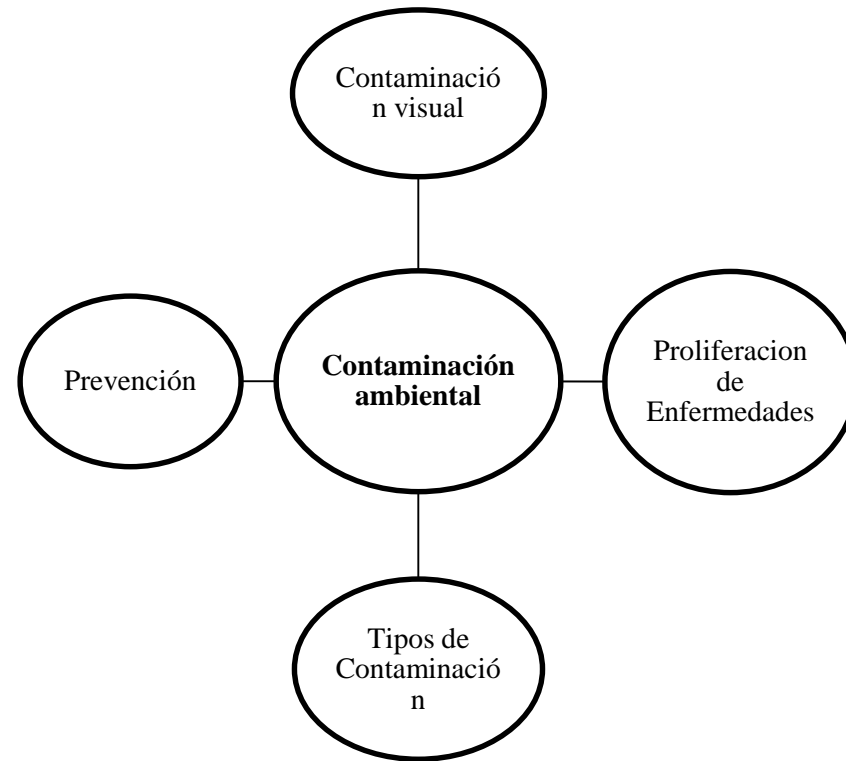 Contaminació
n visual
Prevención
Contaminación
ambiental
Proliferacion
de
Enfermedades
Tipos de
Contaminació
n